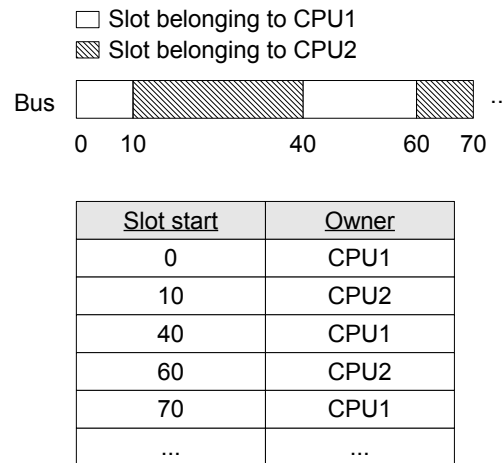 Slot belonging to CPU1
Slot belonging to CPU2
Bus ..
0 10 40 60 70
Slot start Owner
0 CPU1
10 CPU2
40 CPU1
60 CPU2
70 CPU1
... ...